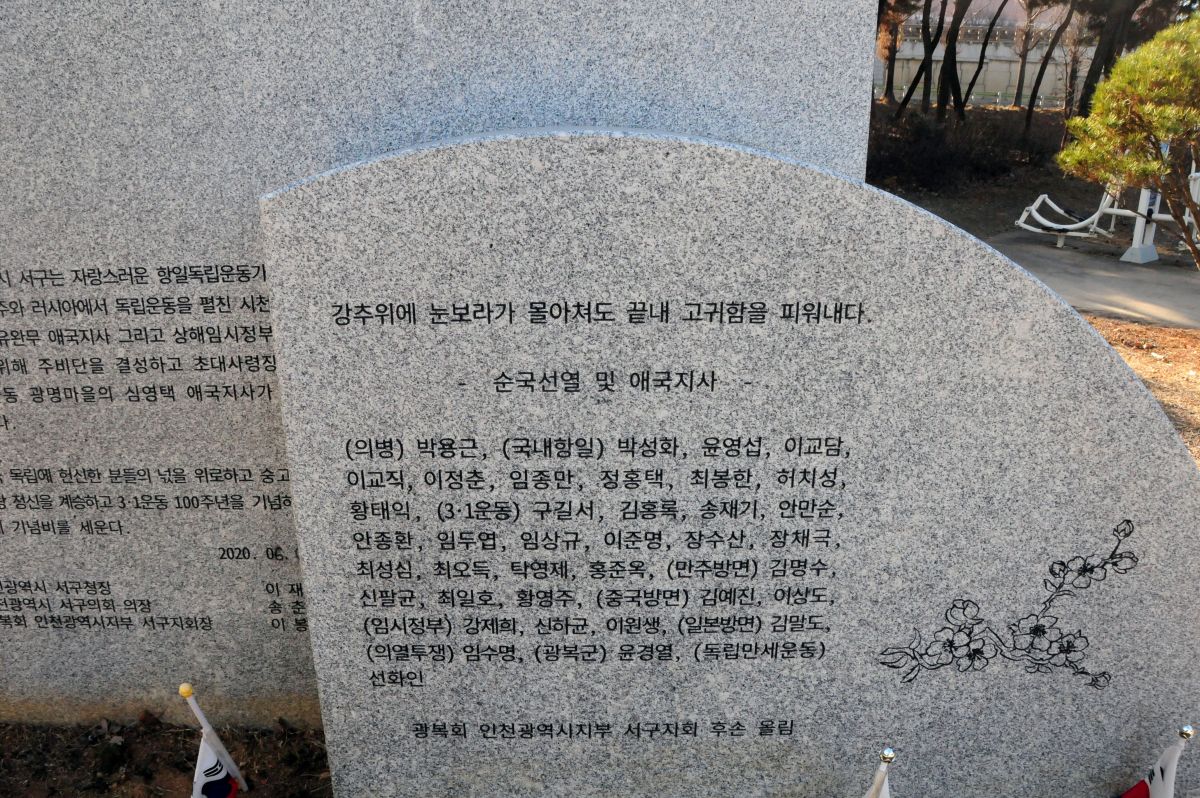 시 서구는 자랑스러운 항일독립운동기
주와 러시아에서 독립운동을 펼친 시천
유완무 애국지사 그리고 상해임시정부
위해 주비단을 결성하고 초대사령장
동 광명마을의 심영택 애국지사가
다.
독립에 헌신한 분들의 넋을 위로하고 숭고
정신을 계승하고 3·1운동 100주년을 기념하
기념비를 세운다.
2020. 06.
천광역시 서구청장 이 재
천광역시 서구의회 의장 송 춘
복회 인천광역시지부 서구지회장 이 봉
강추위에 눈보라가 몰아쳐도 끝내 고귀함을 피워내다.
- 순국선열 및 애국지사 -
(의병) 박용근, (국내항일) 박성화, 윤영섭, 이교담,
이교직, 이정춘, 임종만, 정홍택, 최봉한, 허치성,
황태익, (3·1운동) 구길서, 김홍록, 송재기, 안만순,
안종환, 임두엽, 임상규, 이준명, 장수산, 장채극,
최성심, 최오득, 탁영재, 홍준옥, (만주방면) 김명수,
신팔균, 최일호, 황영주, (중국방면) 김예진, 이상도,
(임시정부) 강제희, 신하균, 이원생, (일본방면) 김말도,
(의열투쟁) 임수명, (광복군) 윤경열, (독립만세운동)
선화인
광복회 인천광역시지부 서구지회 후손 올림